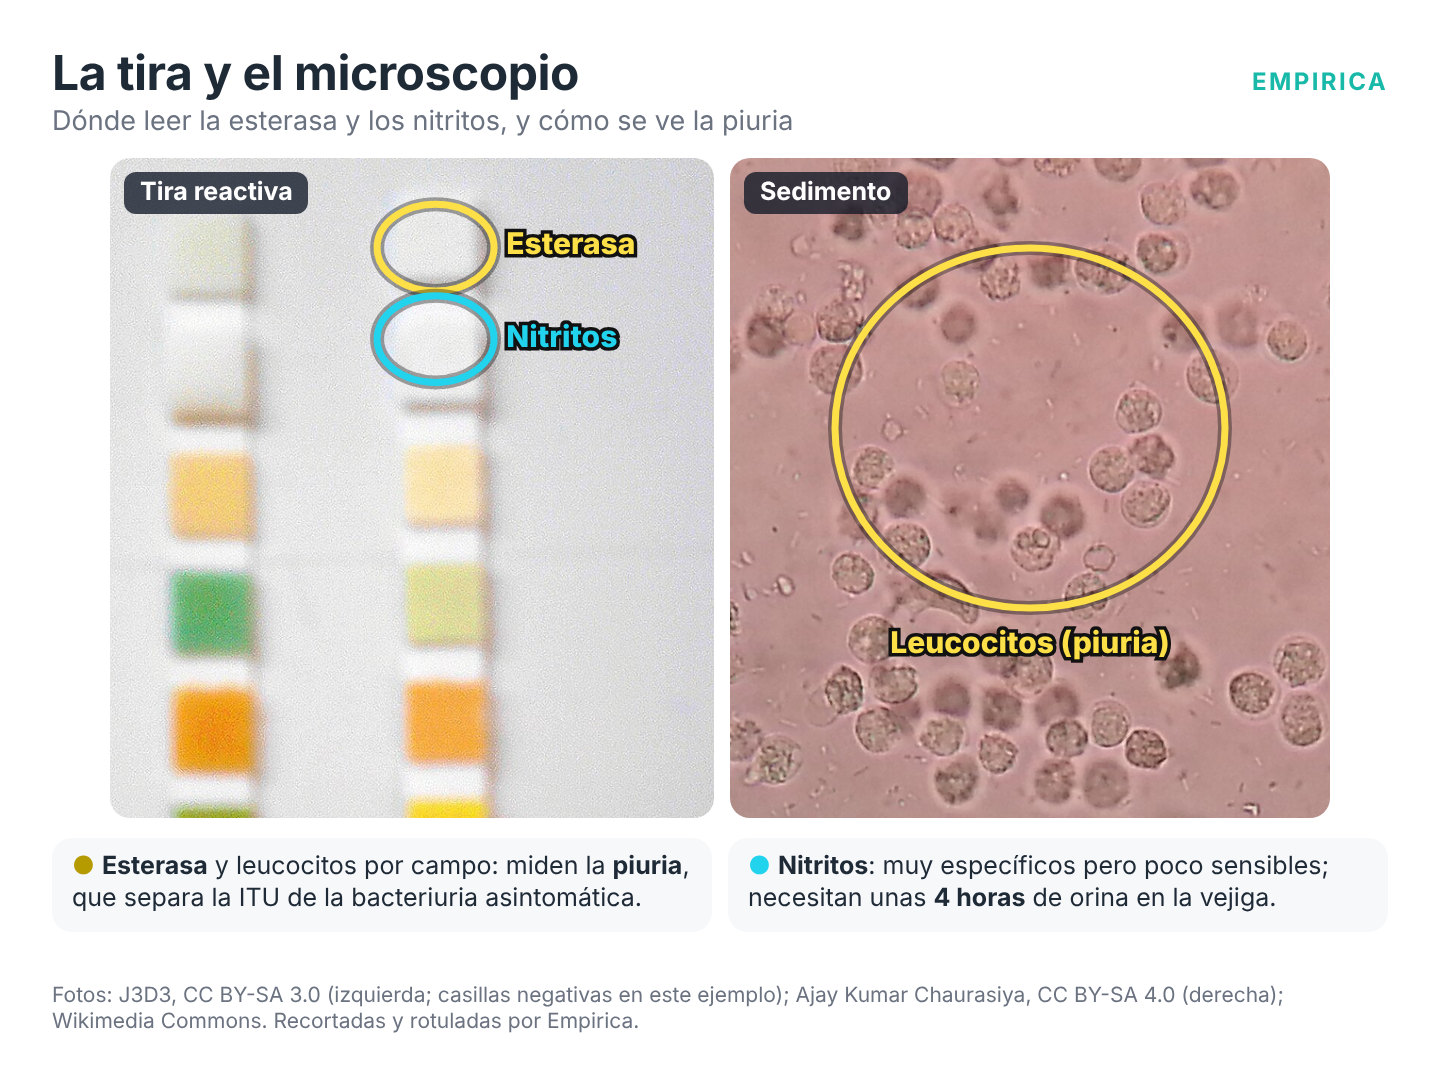 La tira y el microscopio
EMPIRICA
Dónde leer la esterasa y los nitritos, y cómo se ve la piuria
Tira reactiva
Esterasa
Nitritos
Sedimento
Leucocitos (piuria)
Esterasa y leucocitos por campo: miden la piuria,
que separa la ITU de la bacteriuria asintomática.
Nitritos: muy específicos pero poco sensibles;
necesitan unas 4 horas de orina en la vejiga.
Fotos: J3D3, CC BY-SA 3.0 (izquierda; casillas negativas en este ejemplo); Ajay Kumar Chaurasiya, CC BY-SA 4.0 (derecha);
Wikimedia Commons. Recortadas y rotuladas por Empirica.